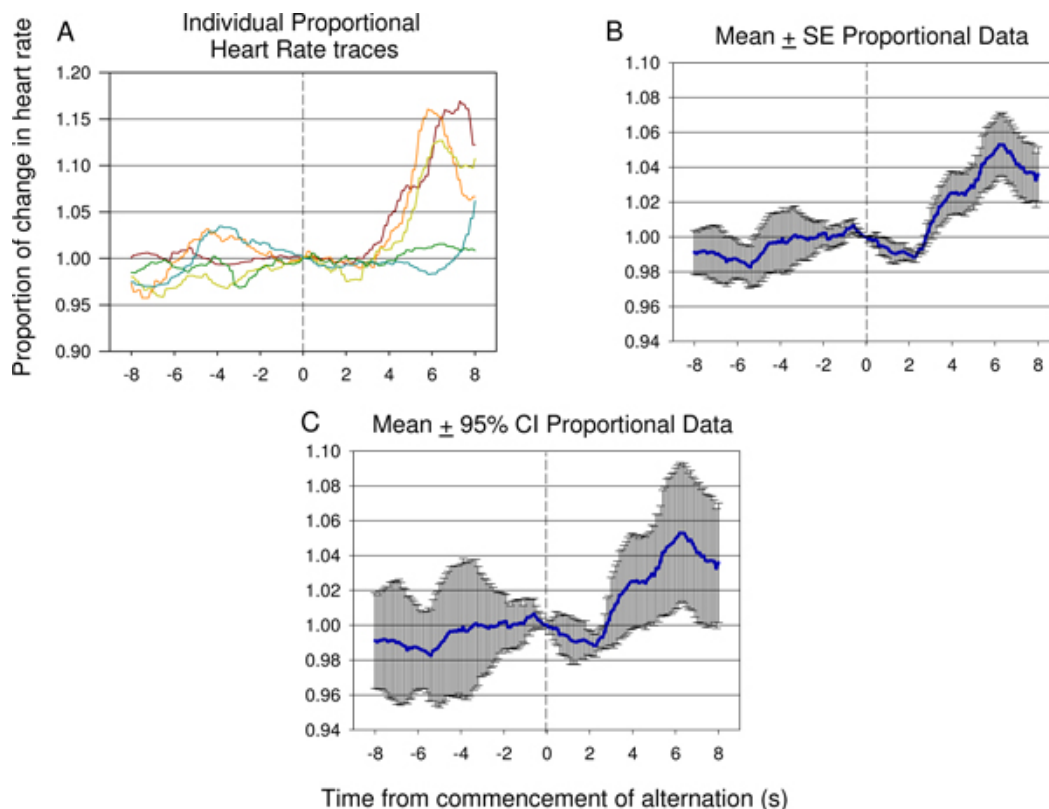 A
Individual Proportional
Heart Rate traces
Proportion of change in heart rate
1.20
1.15
1.10
1.05
1.00
0.95
0.90
-8 -6 -4 -2 0 2 4 6 8
B
Mean ± SE Proportional Data
1.10
1.08
1.06
1.04
1.02
1.00
0.98
0.96
0.94
-8 -6 -4 -2 0 2 4 6 8
C
Mean ± 95% CI Proportional Data
1.10
1.08
1.06
1.04
1.02
1.00
0.98
0.96
0.94
-8 -6 -4 -2 0 2 4 6 8
Time from commencement of alternation (s)